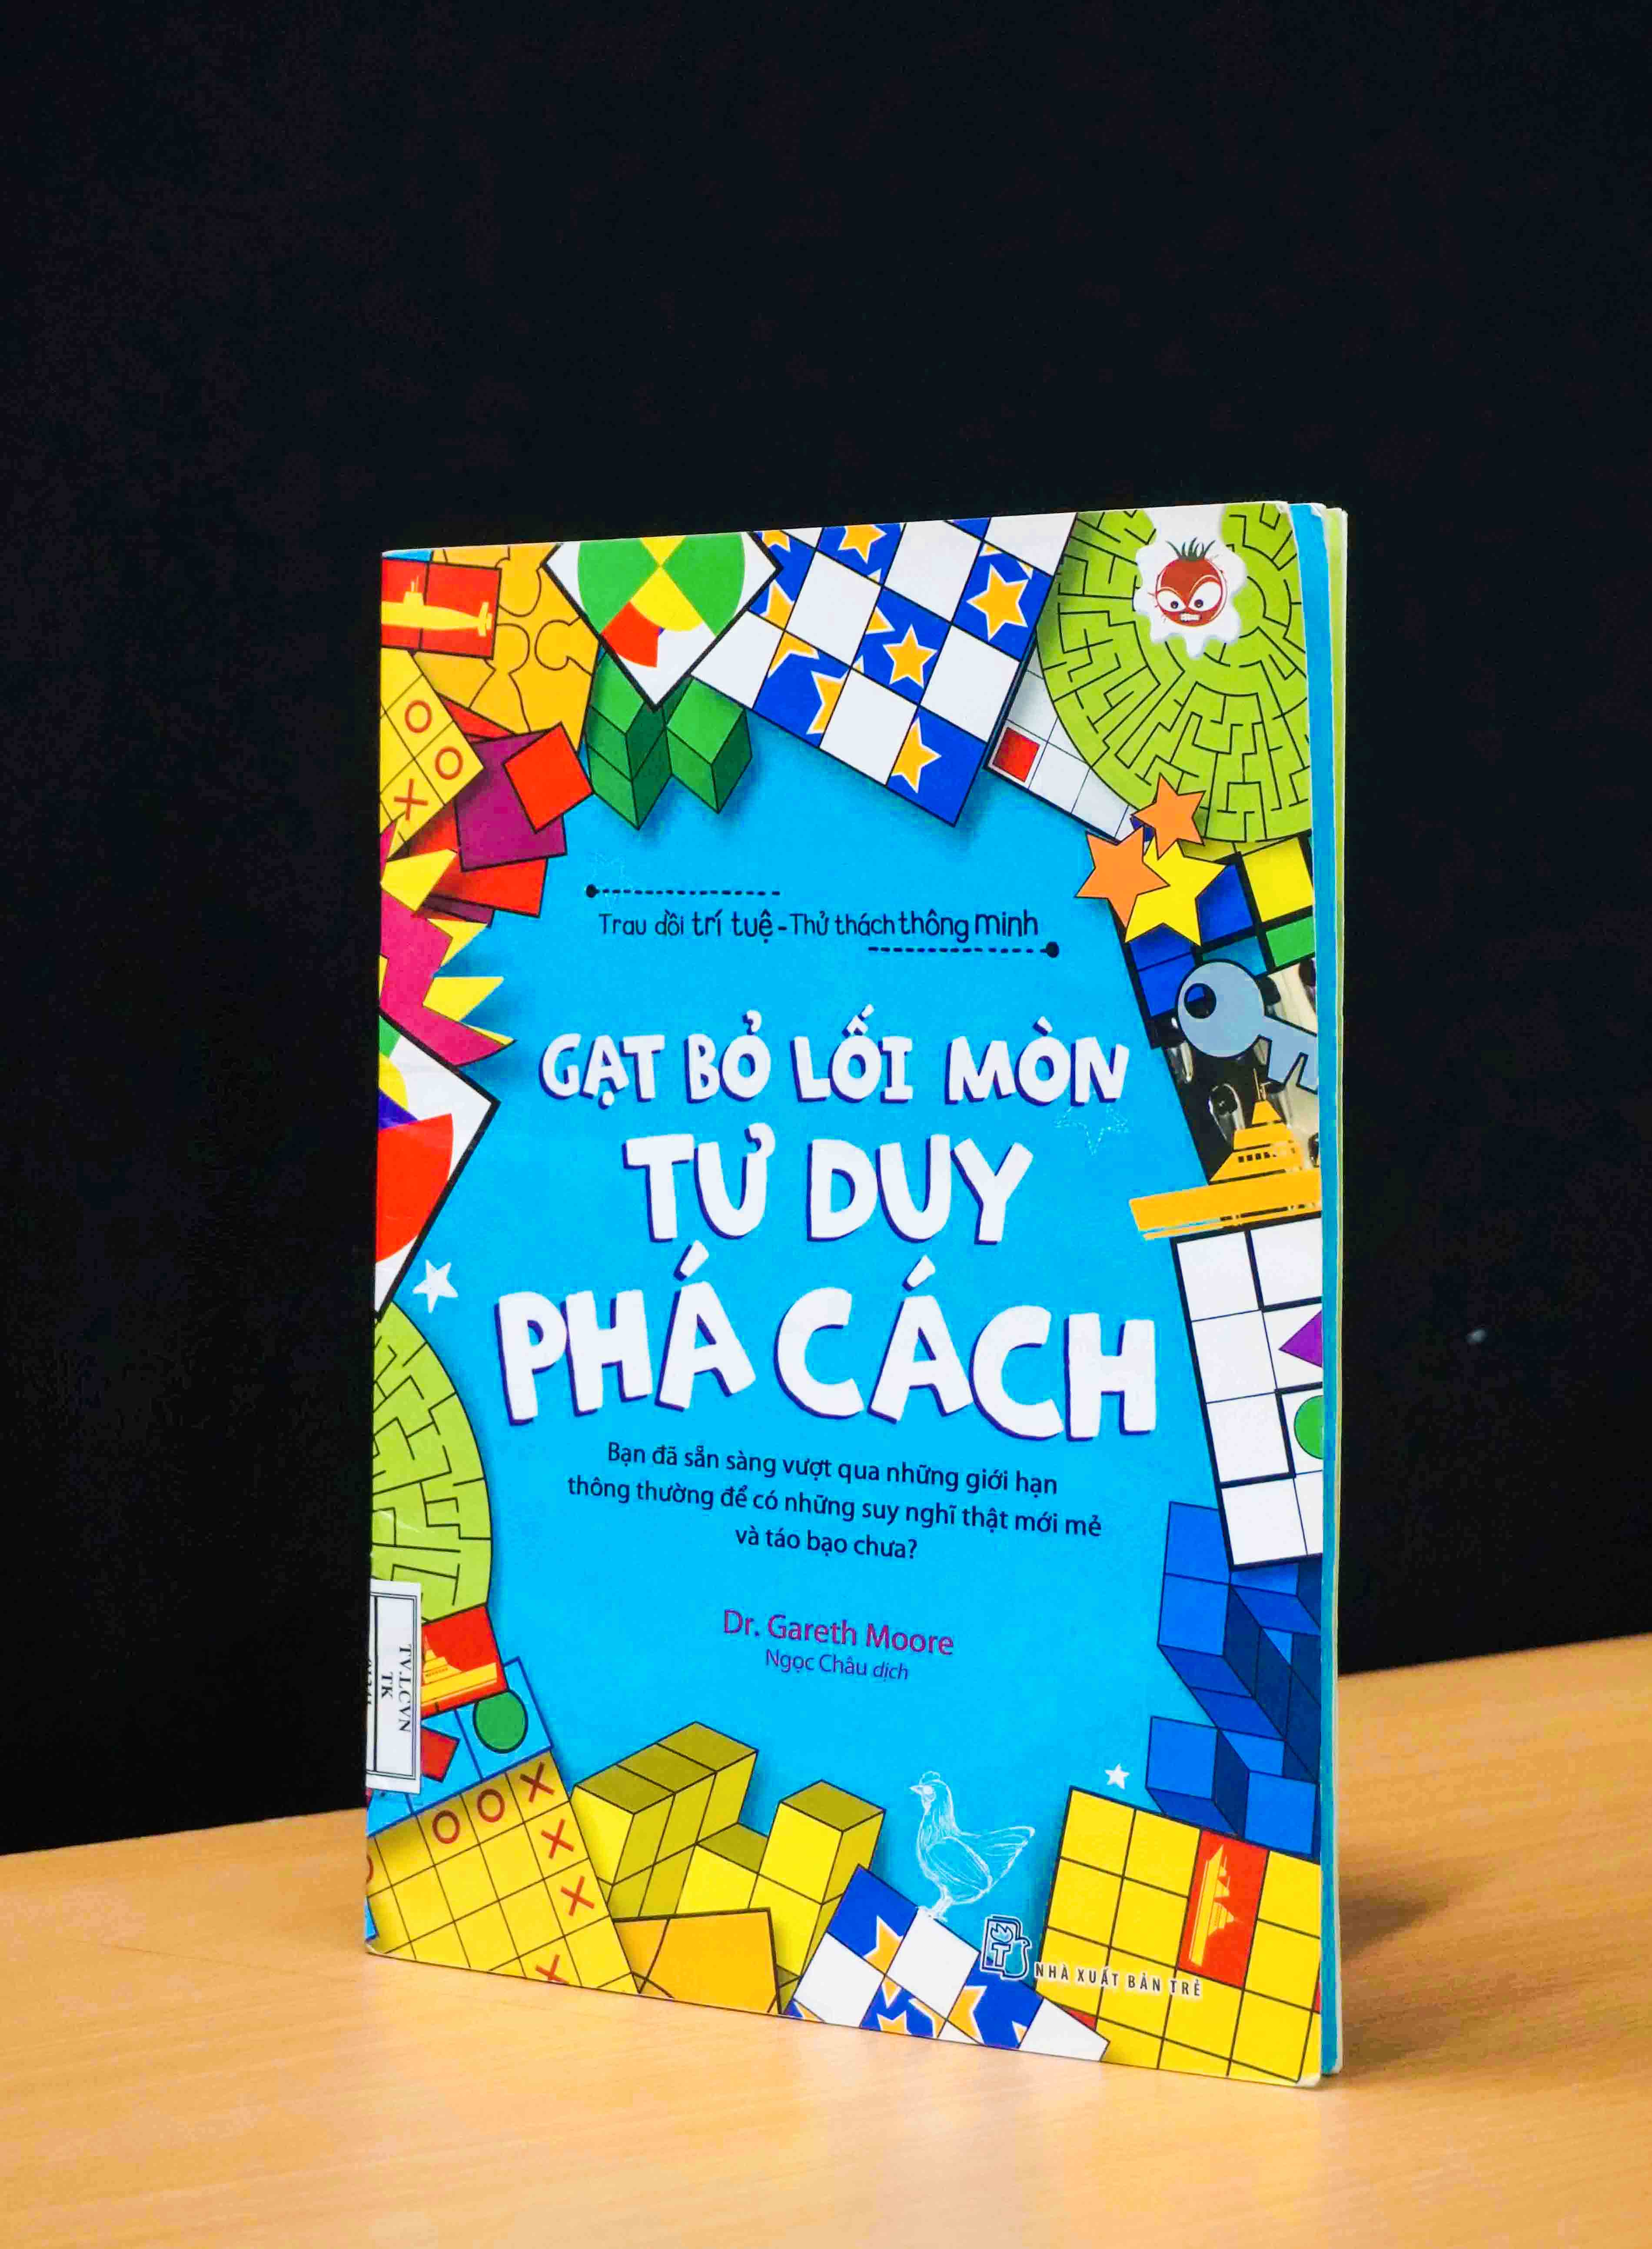 Trau dồi trí tuệ - Thử thách thông minh
GẠT BỎ LỐI MÒN
TƯ DUY
PHÁ CÁCH
Bạn đã sẵn sàng vượt qua những giới hạn
thông thường để có những suy nghĩ thật mới mẻ
và táo bạo chưa?
Dr. Gareth Moore
Ngọc Châu dịch
TV.LCVN
TK
NHÀ XUẤT BẢN TRẺ